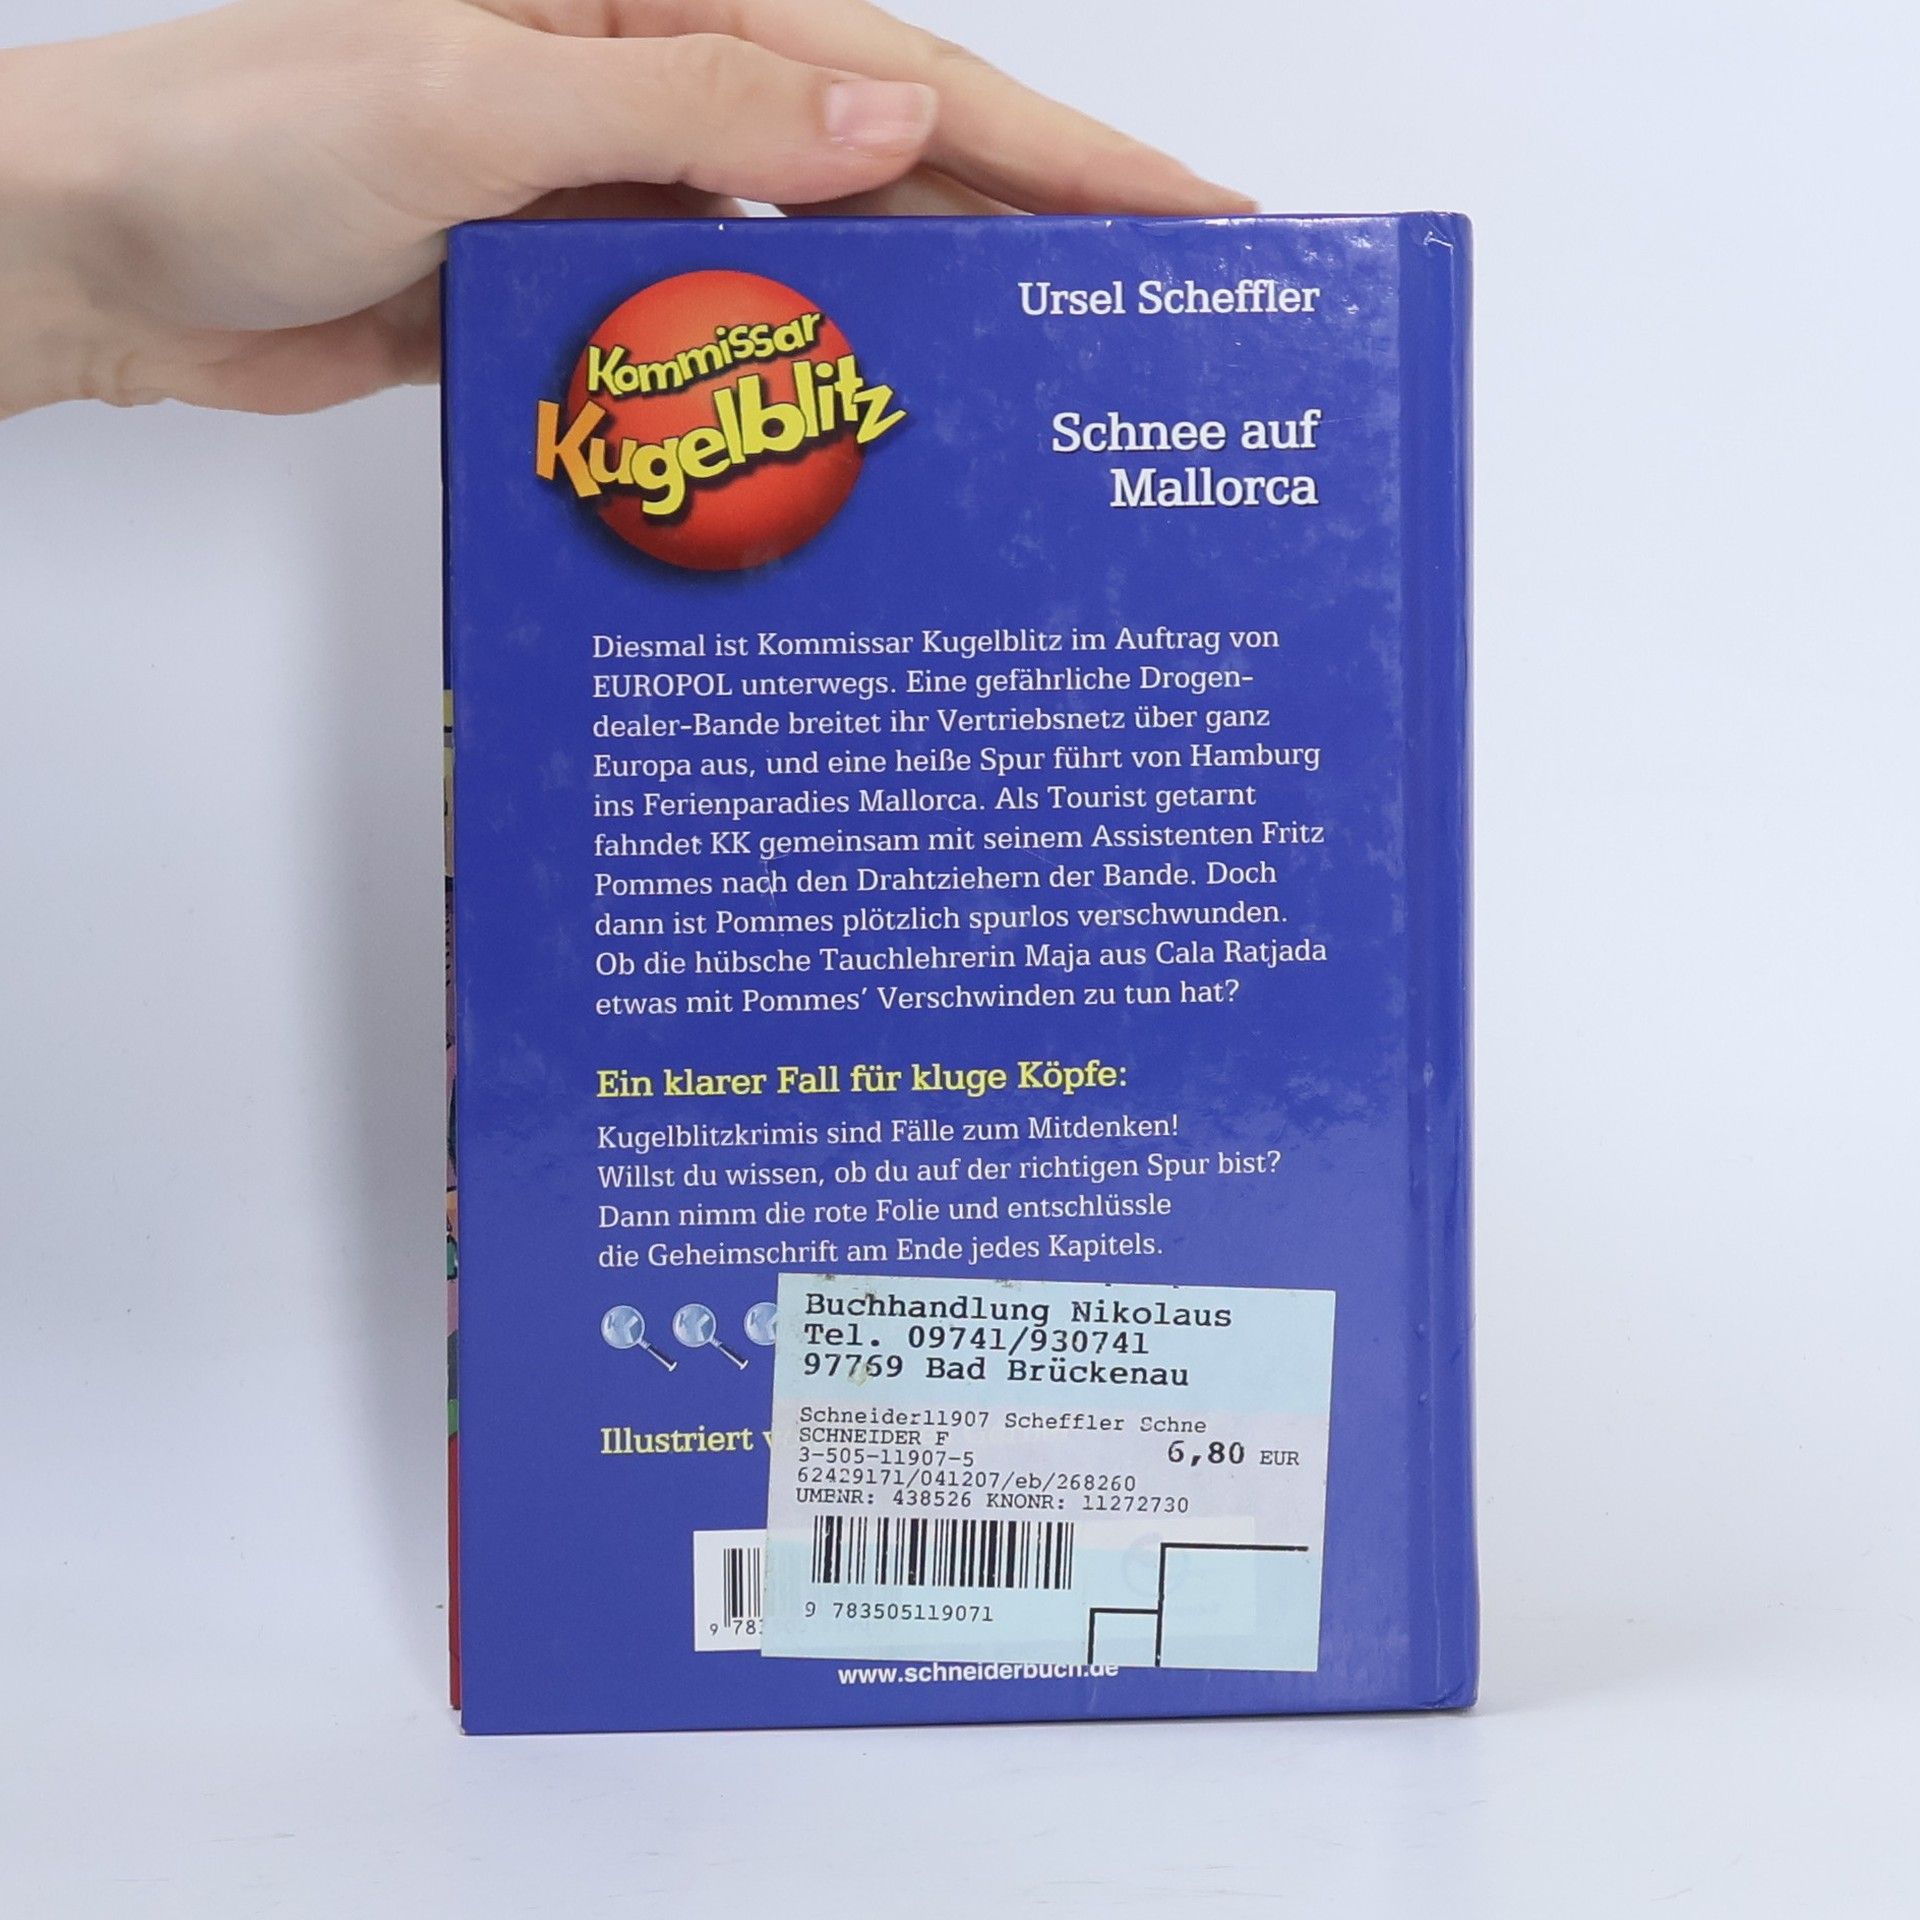 Kommissar
Kugelblitz
Ursel Scheffler
Schnee auf
Mallorca
Diesmal ist Kommissar Kugelblitz im Auftrag von
EUROPOL unterwegs. Eine gefährliche Drogen-
dealer-Bande breitet ihr Vertriebsnetz über ganz
Europa aus, und eine heiße Spur führt von Hamburg
ins Ferienparadies Mallorca. Als Tourist getarnt
fahndet KK gemeinsam mit seinem Assistenten Fritz
Pommes nach den Drahtziehern der Bande. Doch
dann ist Pommes plötzlich spurlos verschwunden.
Ob die hübsche Tauchlehrerin Maja aus Cala Ratjada
etwas mit Pommes’ Verschwinden zu tun hat?
Ein klarer Fall für kluge Köpfe:
Kugelblitzkrimis sind Fälle zum Mitdenken!
Willst du wissen, ob du auf der richtigen Spur bist?
Dann nimm die rote Folie und entschlüssle
die Geheimschrift am Ende jedes Kapitels.
Buchhandlung Nikolaus
Tel. 09741/930741
97769 Bad Brückenau
Illustriert
Schneider11907 Scheffler Schne
SCHNEIDER F
6,80 EUR
3-505-11907-5
62429171/041207/eb/268260
UMBNR: 438526 KNONR: 11272730
9 783505119071
9 78
www.schneiderbuch.de